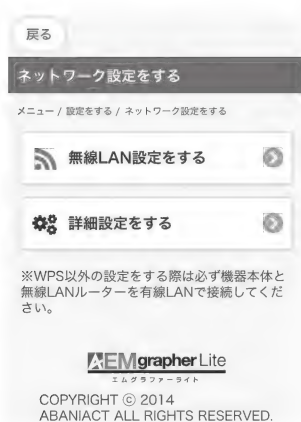 戻る
ネットワーク設定をする
メニュー / 設定をする / ネットワーク設定をする
無線LAN設定をする
詳細設定をする
※WPS以外の設定をする際は必ず機器本体と
無線LANルーターを有線LANで接続してくだ
さい。
AEMgrapher Lite
エムグラファーライト
COPYRIGHT © 2014
ABANIACT ALL RIGHTS RESERVED.